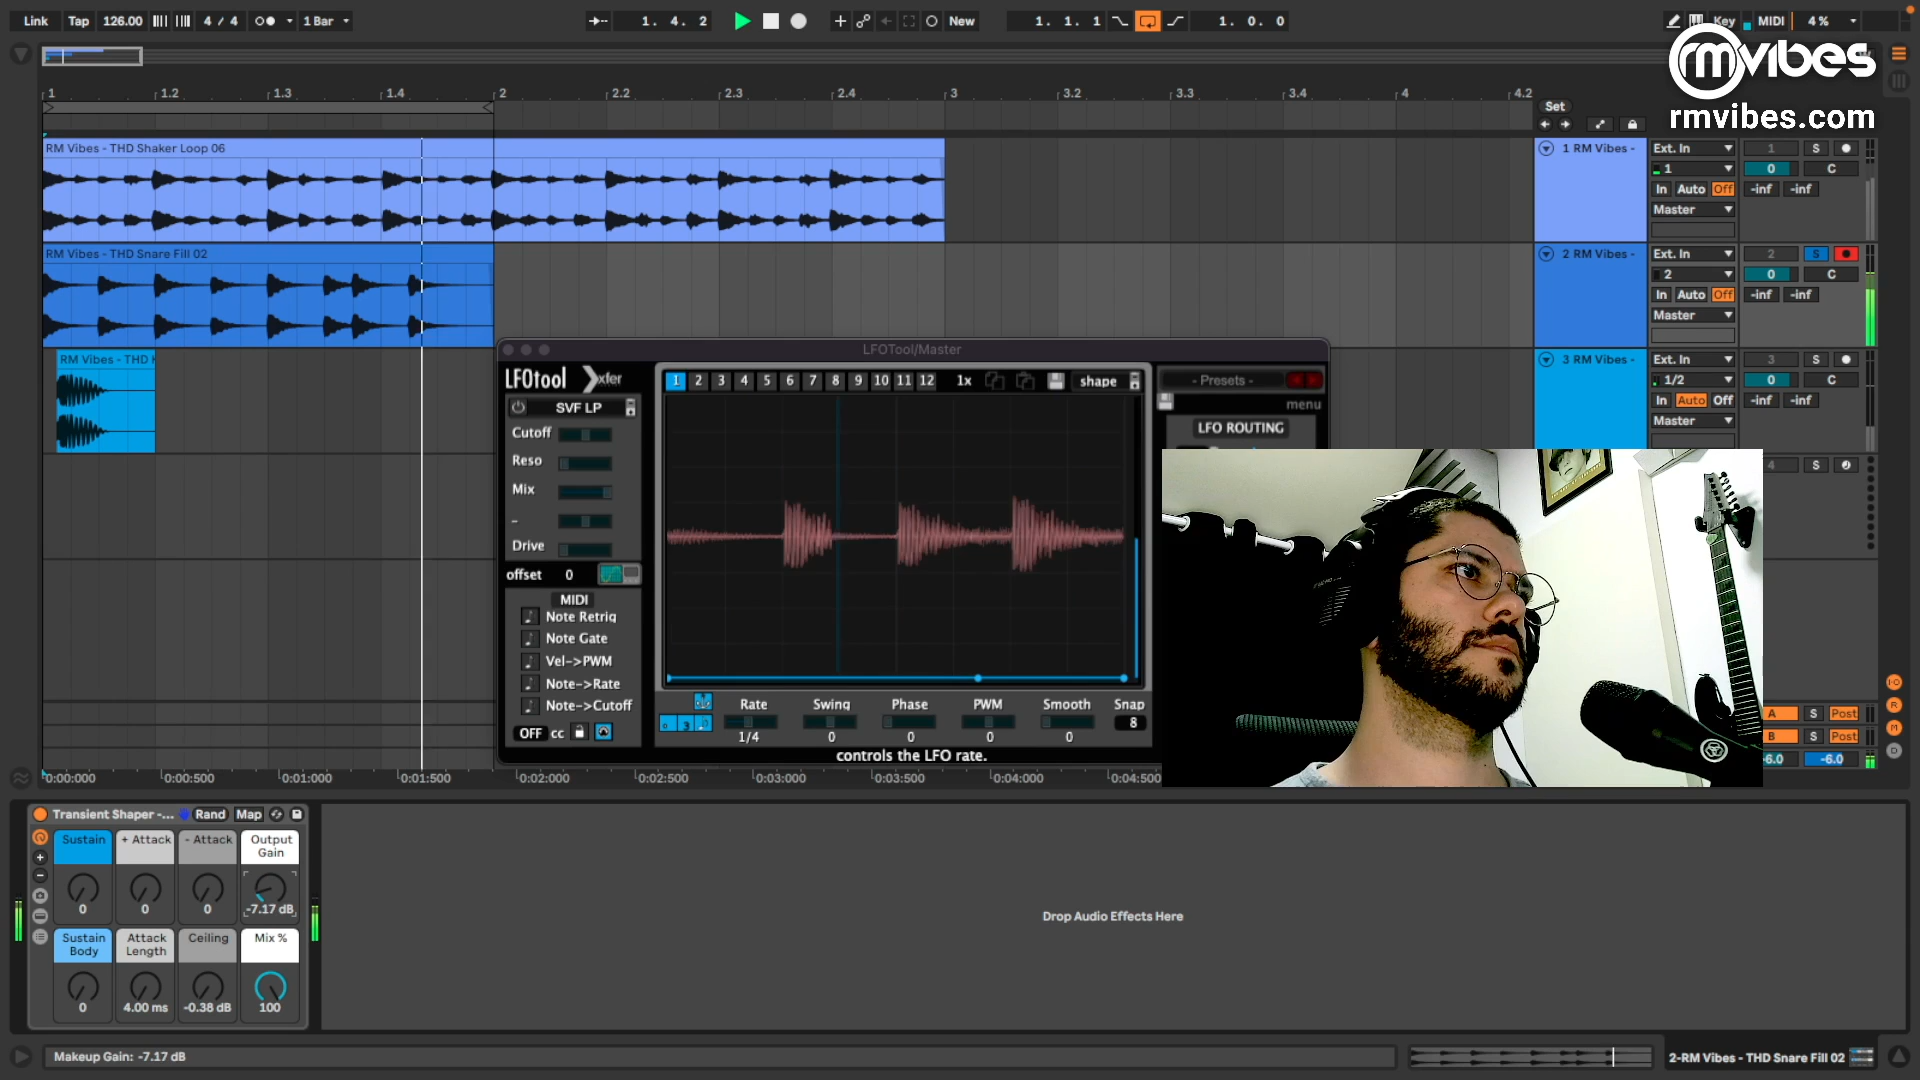 Link Tap 126.00 4 / 4 1 Bar 1. 4. 2 New 1. 1. 1 1. 0. 0 Key MIDI 4 %
rmvibes
rmvibes.com
1 1.2 1.3 1.4 2 2.2 2.3 2.4 3 3.2 3.3 3.4 4 4.2
Set
RM Vibes - THD Shaker Loop 06
1 RM Vibes - Ext. In 1 S
1 0 C
In Auto Off -inf -inf
Master
RM Vibes - THD Snare Fill 02
2 RM Vibes - Ext. In 2 S
2 0 C
In Auto Off -inf -inf
Master
RM Vibes - THD
3 RM Vibes - Ext. In 3 S
1/2 0 C
In Auto Off -inf -inf
Master
4 S
LFOTool/Master
LFOtool xfer
1 2 3 4 5 6 7 8 9 10 11 12 1x shape
- Presets -
menu
LFO ROUTING
SVF LP
Cutoff
Reso
Mix
-
Drive
offset 0
MIDI
Note Retrig
Note Gate
Vel->PWM
Note->Rate
Note->Cutoff
OFF cc
Rate Swing Phase PWM Smooth Snap
1/4 0 0 0 0 8
controls the LFO rate.
A S Post
B S Post
-6.0 -6.0
0:00:000 0:00:500 0:01:000 0:01:500 0:02:000 0:02:500 0:03:000 0:03:500 0:04:000 0:04:500
Transient Shaper -... Rand Map
Sustain + Attack - Attack Output Gain
0 0 0 -7.17 dB
Sustain Body Attack Length Ceiling Mix %
0 4.00 ms -0.38 dB 100
Drop Audio Effects Here
Makeup Gain: -7.17 dB
2-RM Vibes - THD Snare Fill 02